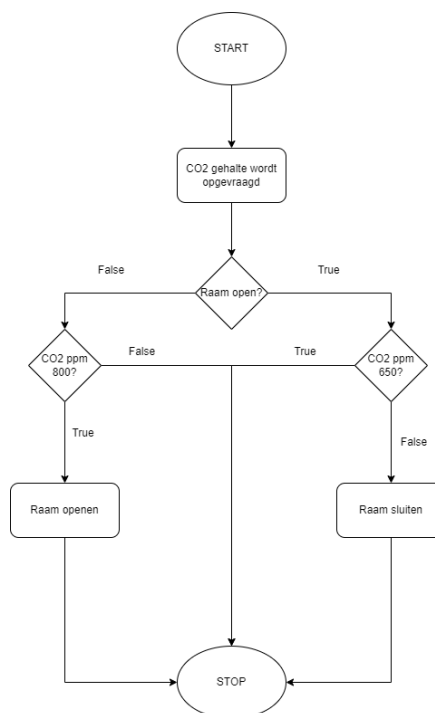 START
CO2 gehalte wordt
opgevraagd
False
True
Raam open?
CO2 ppm
800?
False
True
CO2 ppm
650?
True
False
Raam openen
Raam sluiten
STOP